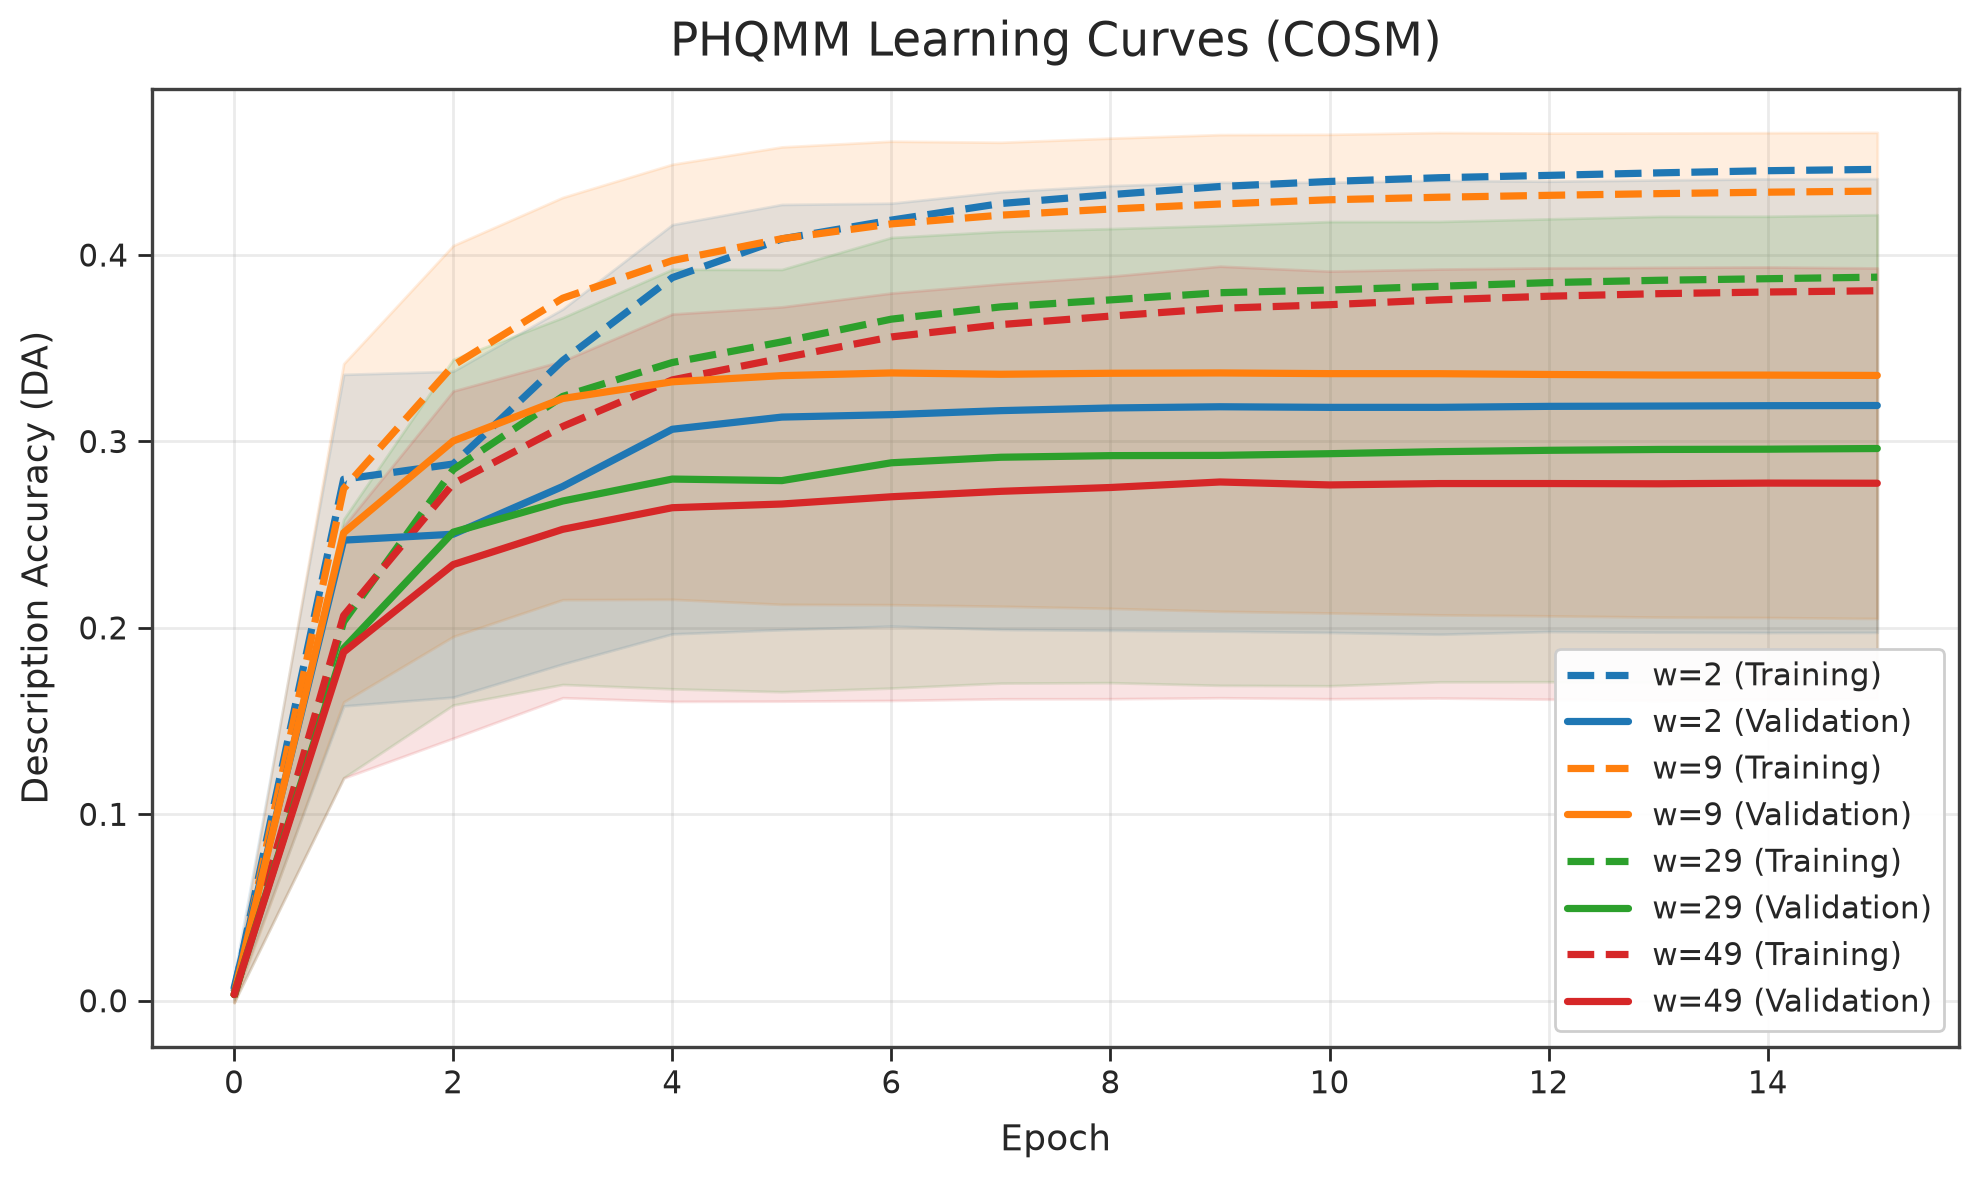 PHQMM Learning Curves (COSM)
Description Accuracy (DA)
0.4
0.3
0.2
0.1
0.0
0 2 4 6 8 10 12 14
Epoch
w=2 (Training)
w=2 (Validation)
w=9 (Training)
w=9 (Validation)
w=29 (Training)
w=29 (Validation)
w=49 (Training)
w=49 (Validation)